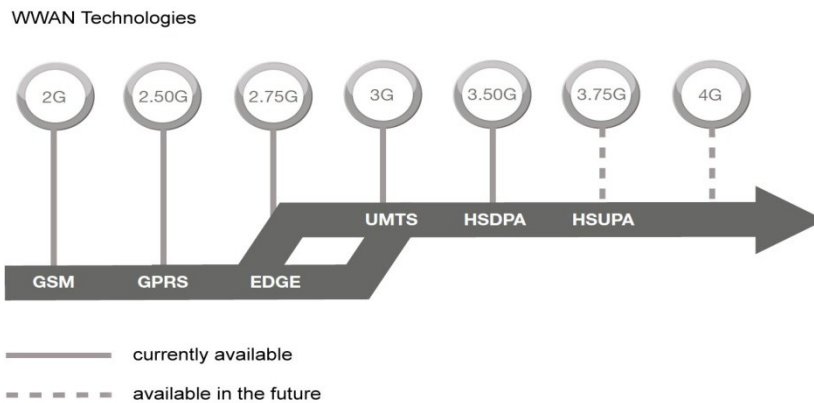 WWAN Technologies
2G 2.50G 2.75G 3G 3.50G 3.75G 4G
UMTS HSDPA HSUPA
GSM GPRS EDGE
currently available
available in the future